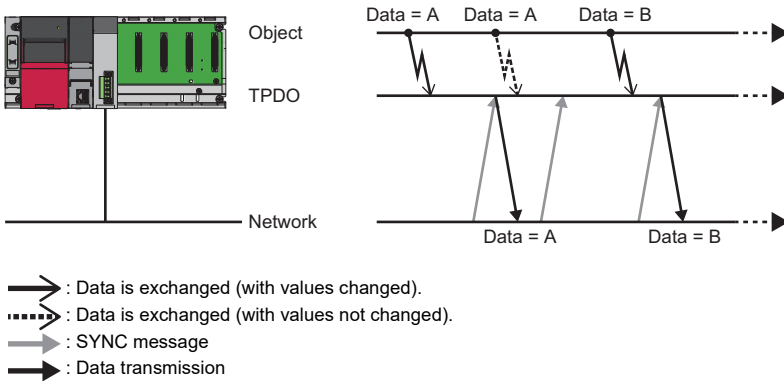 Data = A Data = A Data = B
Object
TPDO
Network
Data = A Data = B
: Data is exchanged (with values changed).
: Data is exchanged (with values not changed).
: SYNC message
: Data transmission